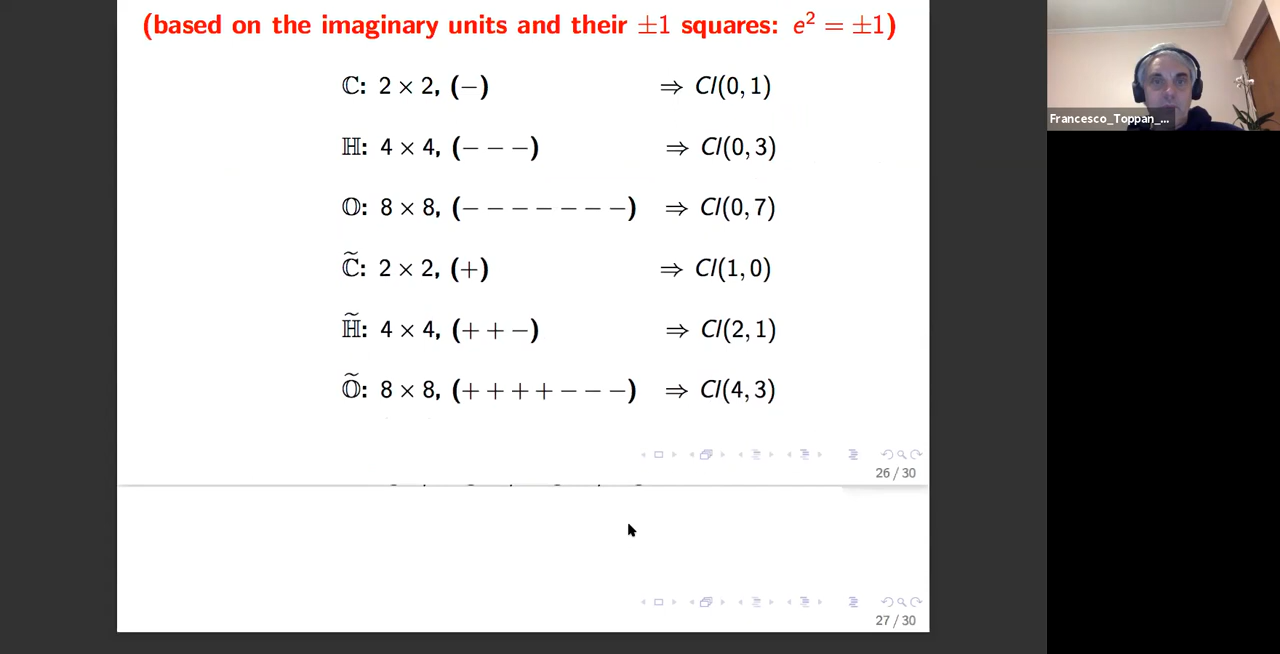 (based on the imaginary units and their ±1 squares: e² = ±1)
ℂ: 2 × 2, (−) ⇒ Cl(0, 1)
ℍ: 4 × 4, (− − −) ⇒ Cl(0, 3)
𝕆: 8 × 8, (− − − − − − −) ⇒ Cl(0, 7)
ℂ̃: 2 × 2, (+) ⇒ Cl(1, 0)
ℍ̃: 4 × 4, (+ + −) ⇒ Cl(2, 1)
𝕆̃: 8 × 8, (+ + + + − − −) ⇒ Cl(4, 3)
26 / 30
27 / 30
Francesco_Toppan_...